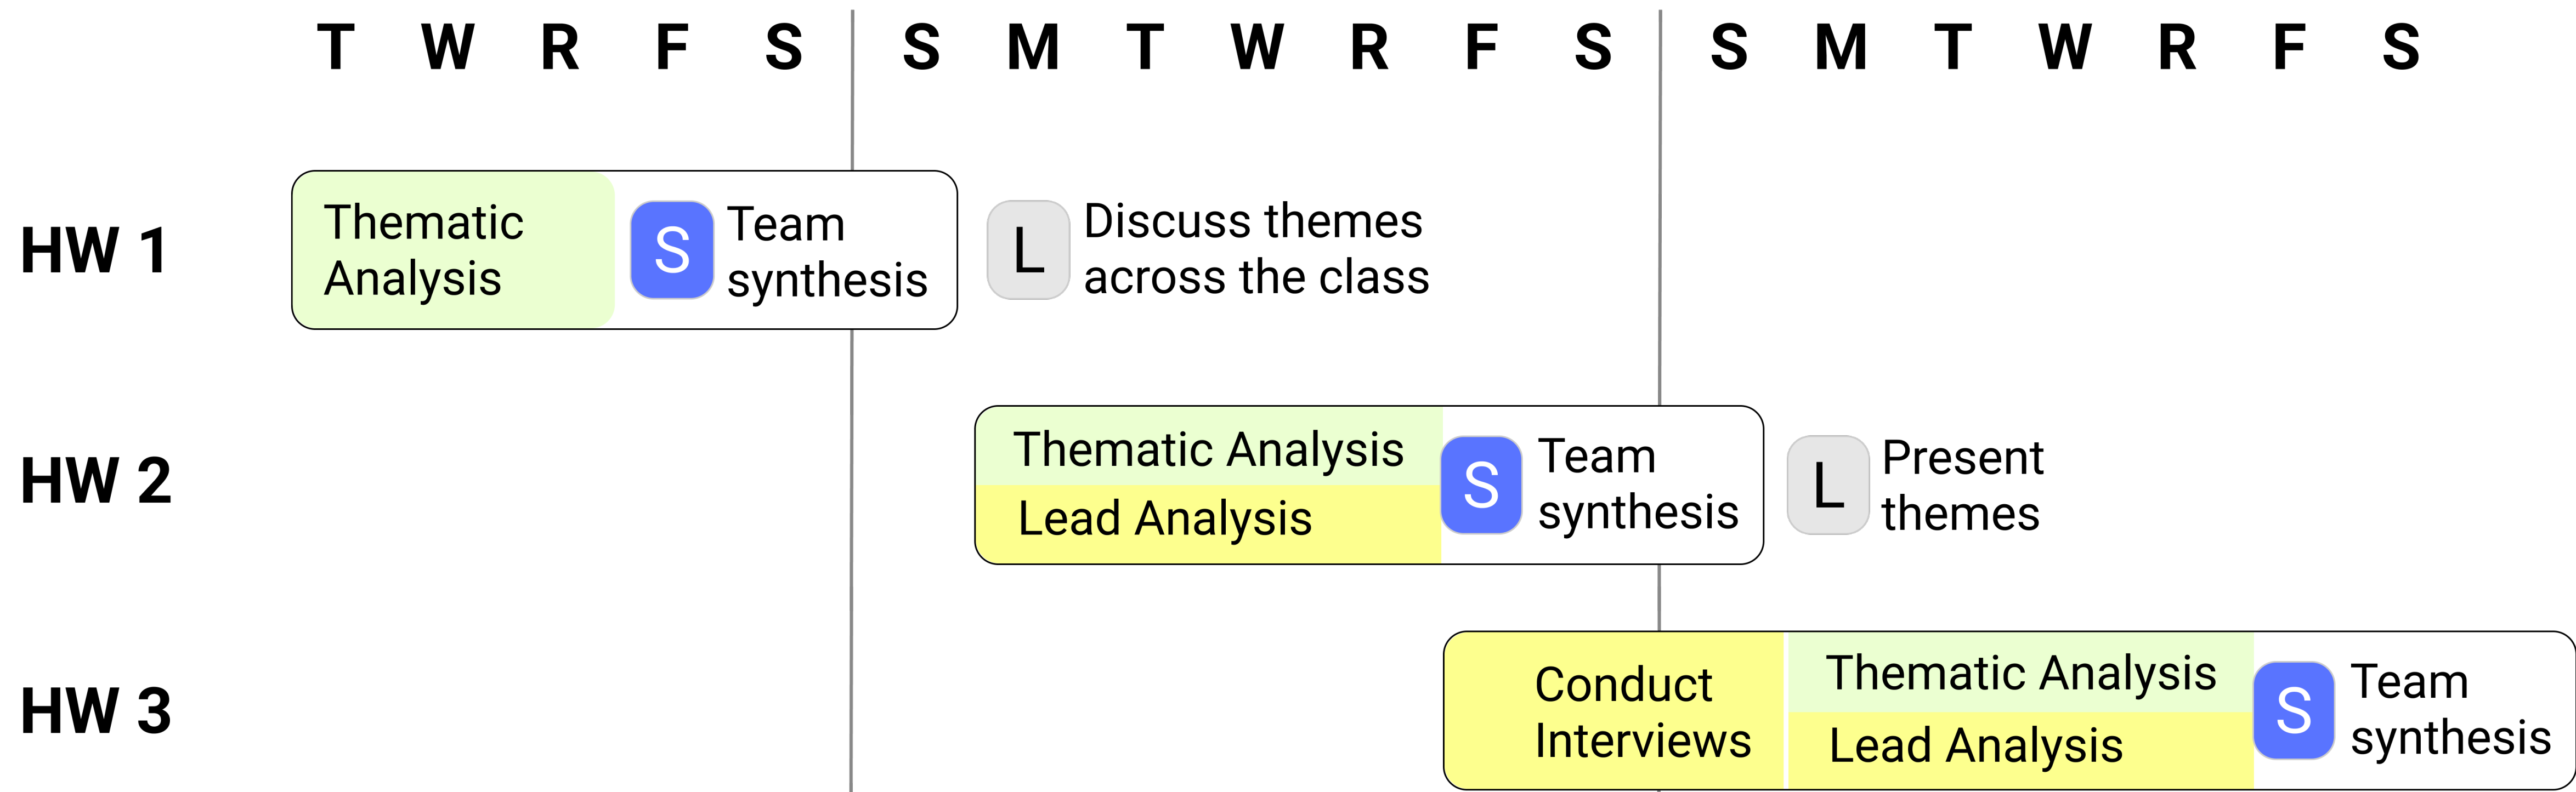 T W R F S S M T W R F S S M T W R F S
HW 1
Thematic
Analysis
S
Team
synthesis
L
Discuss themes
across the class
HW 2
Thematic Analysis
Lead Analysis
S
Team
synthesis
L
Present
themes
HW 3
Conduct
Interviews
Thematic Analysis
Lead Analysis
S
Team
synthesis